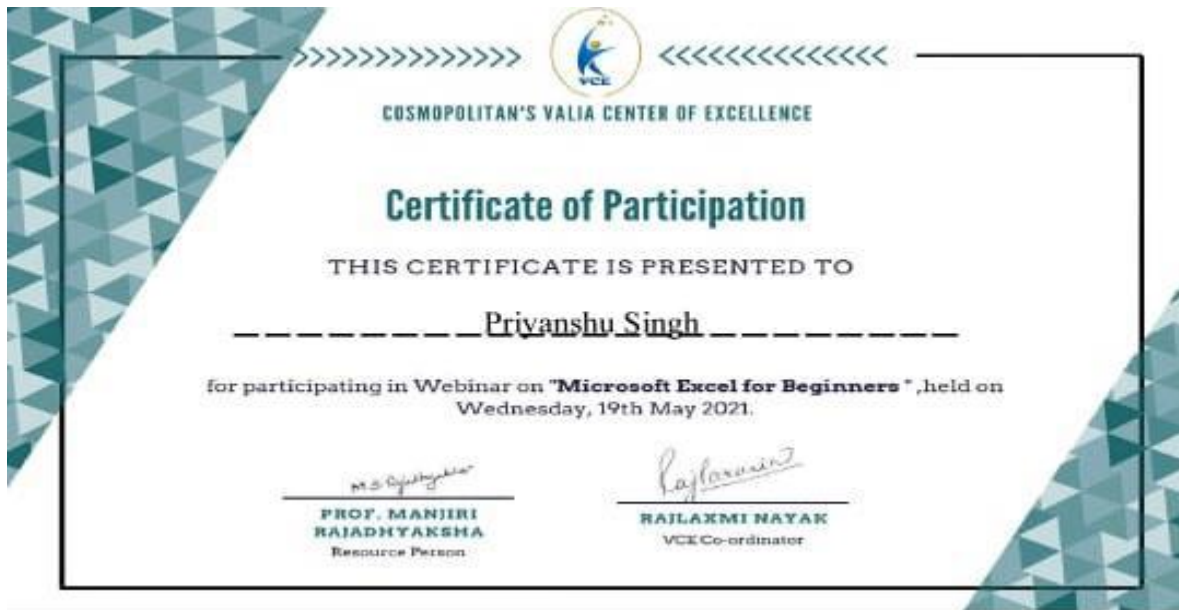 VCE
COSMOPOLITAN'S VALIA CENTER OF EXCELLENCE
Certificate of Participation
THIS CERTIFICATE IS PRESENTED TO
Priyanshu Singh
for participating in Webinar on "Microsoft Excel for Beginners " ,held on
Wednesday, 19th May 2021.
PROF. MANJIRI
RAJADHYAKSHA
Resource Person
RAJLAXMI NAYAK
VCE Co-ordinator